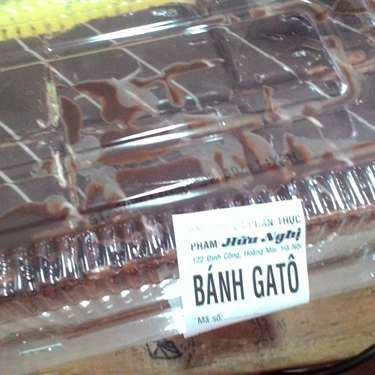 PHẨM Hữu Nghị
122 Định Công, Hoàng Mai, Hà Nội
BÁNH GATÔ
Mã số: